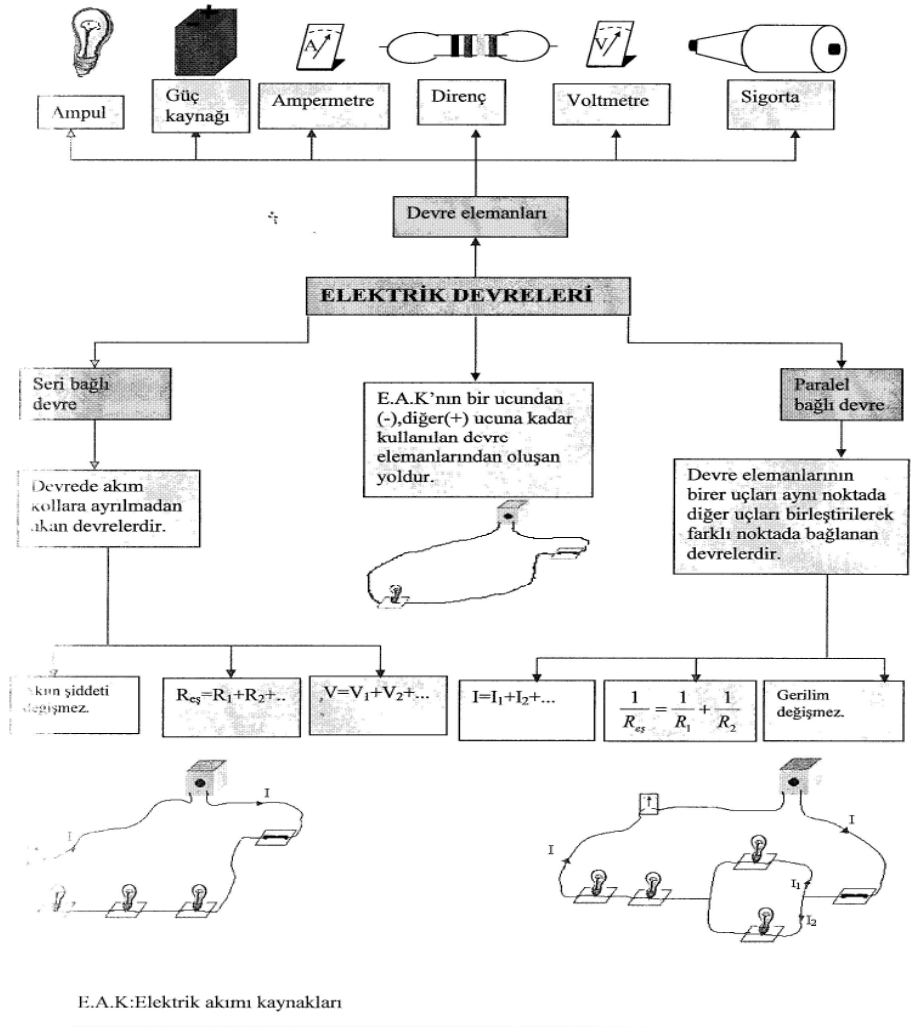 Ampul
Güç
kaynağı
A
Ampermetre
Direnç
V
Voltmetre
Sigorta
Devre elemanları
ELEKTRİK DEVRELERİ
Seri bağlı
devre
E.A.K’nın bir ucundan
(-),diğer(+) ucuna kadar
kullanılan devre
elemanlarından oluşan
yoldur.
Paralel
bağlı devre
Devrede akım
kollara ayrılmadan
akan devrelerdir.
Devre elemanlarının
birer uçları aynı noktada
diğer uçları birleştirilerek
farklı noktada bağlanan
devrelerdir.
Akım şiddeti
değişmez.
Reş=R₁+R₂+..
V=V₁+V₂+...
I=I₁+I₂+...
1/Reş = 1/R₁ + 1/R₂
Gerilim
değişmez.
I
I
I
I
I₁
I₂
E.A.K:Elektrik akımı kaynakları